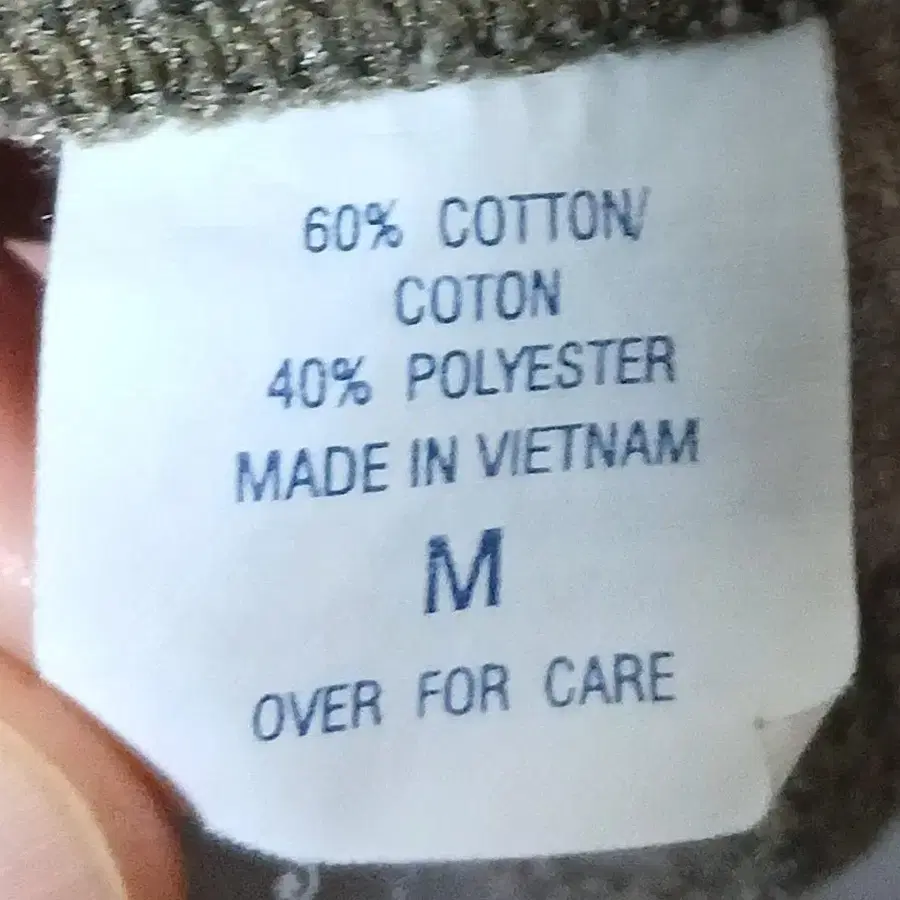 60% COTTON/
COTON
40% POLYESTER
MADE IN VIETNAM
M
OVER FOR CARE